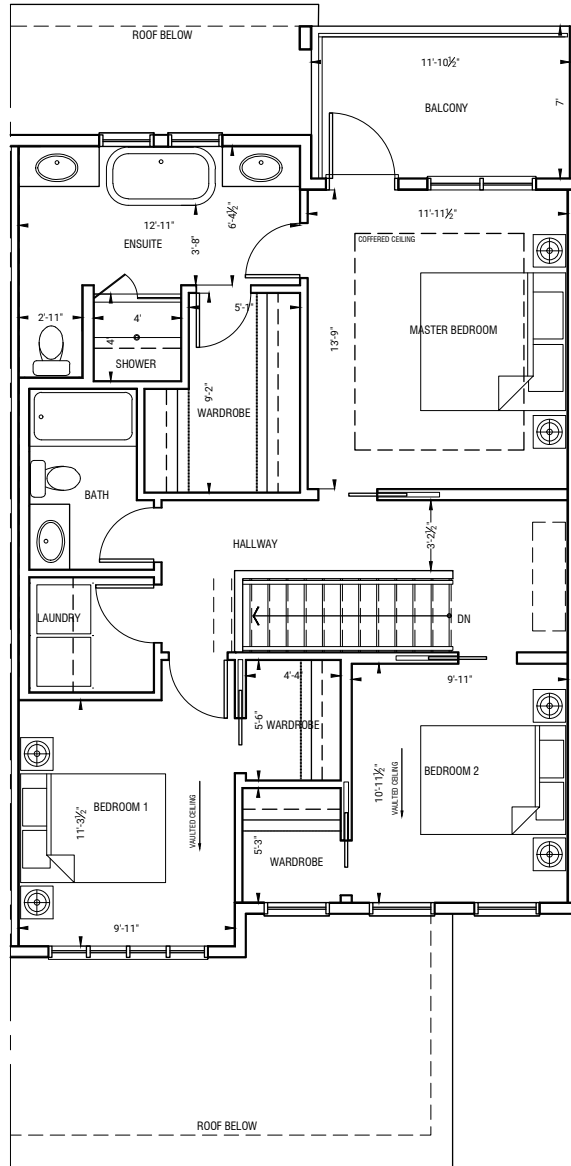 ROOF BELOW
11'-10½"
BALCONY
7'
12'-11"
ENSUITE
3'-8"
6'-4½"
11'-11½"
COFFERED CEILING
2'-11"
4'
5'-1"
4'
SHOWER
13'-9"
MASTER BEDROOM
9'-2"
WARDROBE
BATH
HALLWAY
3'-2½"
LAUNDRY
DN
4'-4"
9'-11"
5'-6"
WARDROBE
10'-11½"
VAULTED CEILING
BEDROOM 2
BEDROOM 1
11'-3½"
VAULTED CEILING
5'-3"
WARDROBE
9'-11"
ROOF BELOW